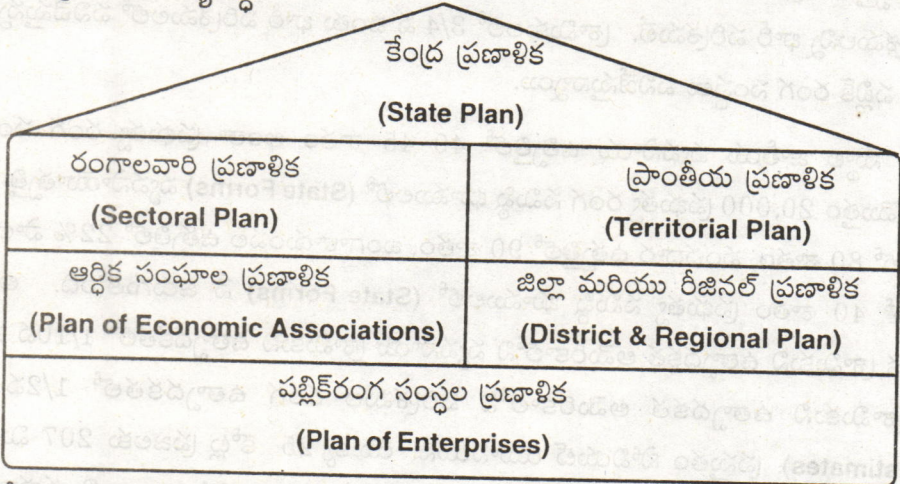 కేంద్ర ప్రణాళిక
(State Plan)
రంగాలవారి ప్రణాళిక
(Sectoral Plan)
ప్రాంతీయ ప్రణాళిక
(Territorial Plan)
ఆర్థిక సంఘాల ప్రణాళిక
(Plan of Economic Associations)
జిల్లా మరియు రీజినల్ ప్రణాళిక
(District & Regional Plan)
పబ్లిక్‌రంగ సంస్థల ప్రణాళిక
(Plan of Enterprises)